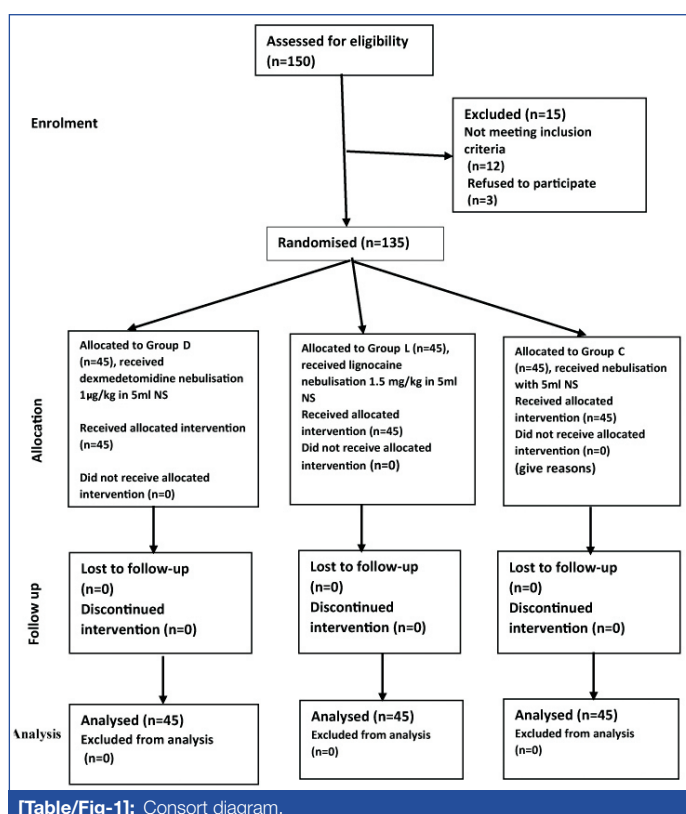 Assessed for eligibility
(n=150)
Enrolment
Excluded (n=15)
Not meeting inclusion
criteria
(n=12)
Refused to participate
(n=3)
Randomised (n=135)
Allocation
Allocated to Group D
(n=45), received
dexmedetomidine nebulisation
1µg/kg in 5ml NS
Received allocated intervention
(n=45)
Did not receive allocated
intervention (n=0)
Allocated to Group L (n=45),
received lignocaine
nebulisation 1.5 mg/kg in 5ml
NS
Received allocated
intervention (n=45)
Did not receive allocated
intervention (n=0)
Allocated to Group C
(n=45), received nebulisation
with 5ml NS
Received allocated
intervention (n=45)
Did not receive allocated
intervention (n=0)
(give reasons)
Follow up
Lost to follow-up
(n=0)
Discontinued
intervention (n=0)
Lost to follow-up
(n=0)
Discontinued
intervention (n=0)
Lost to follow-up
(n=0)
Discontinued
intervention (n=0)
Analysis
Analysed (n=45)
Excluded from analysis
(n=0)
Analysed (n=45)
Excluded from analysis
(n=0)
Analysed (n=45)
Excluded from analysis
(n=0)
[Table/Fig-1]: Consort diagram.